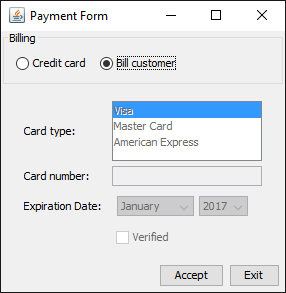 Payment Form
Billing
Credit card Bill customer
Visa
Card type: Master Card
American Express
Card number:
Expiration Date: January 2017
Verified
Accept Exit